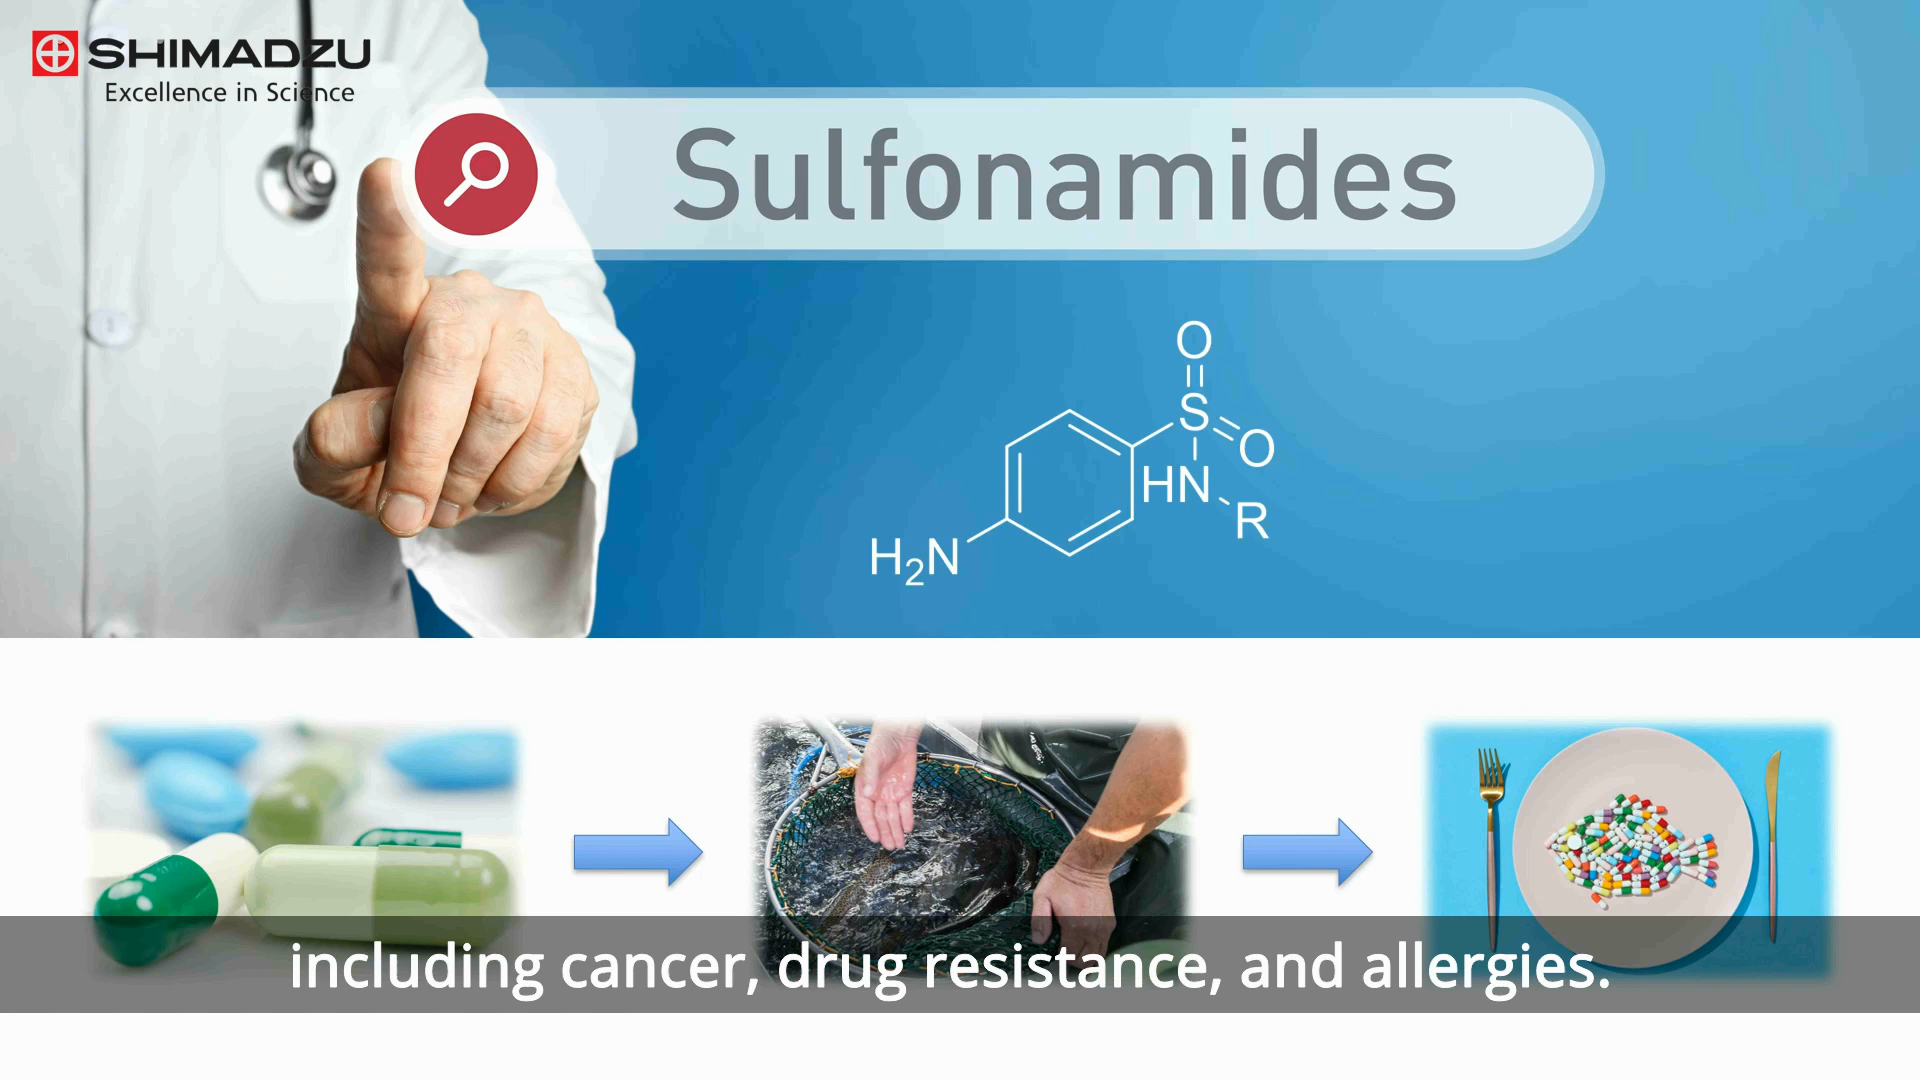 SHIMADZU
Excellence in Science
Sulfonamides
O
S
O
HN
R
H₂N
including cancer, drug resistance, and allergies.